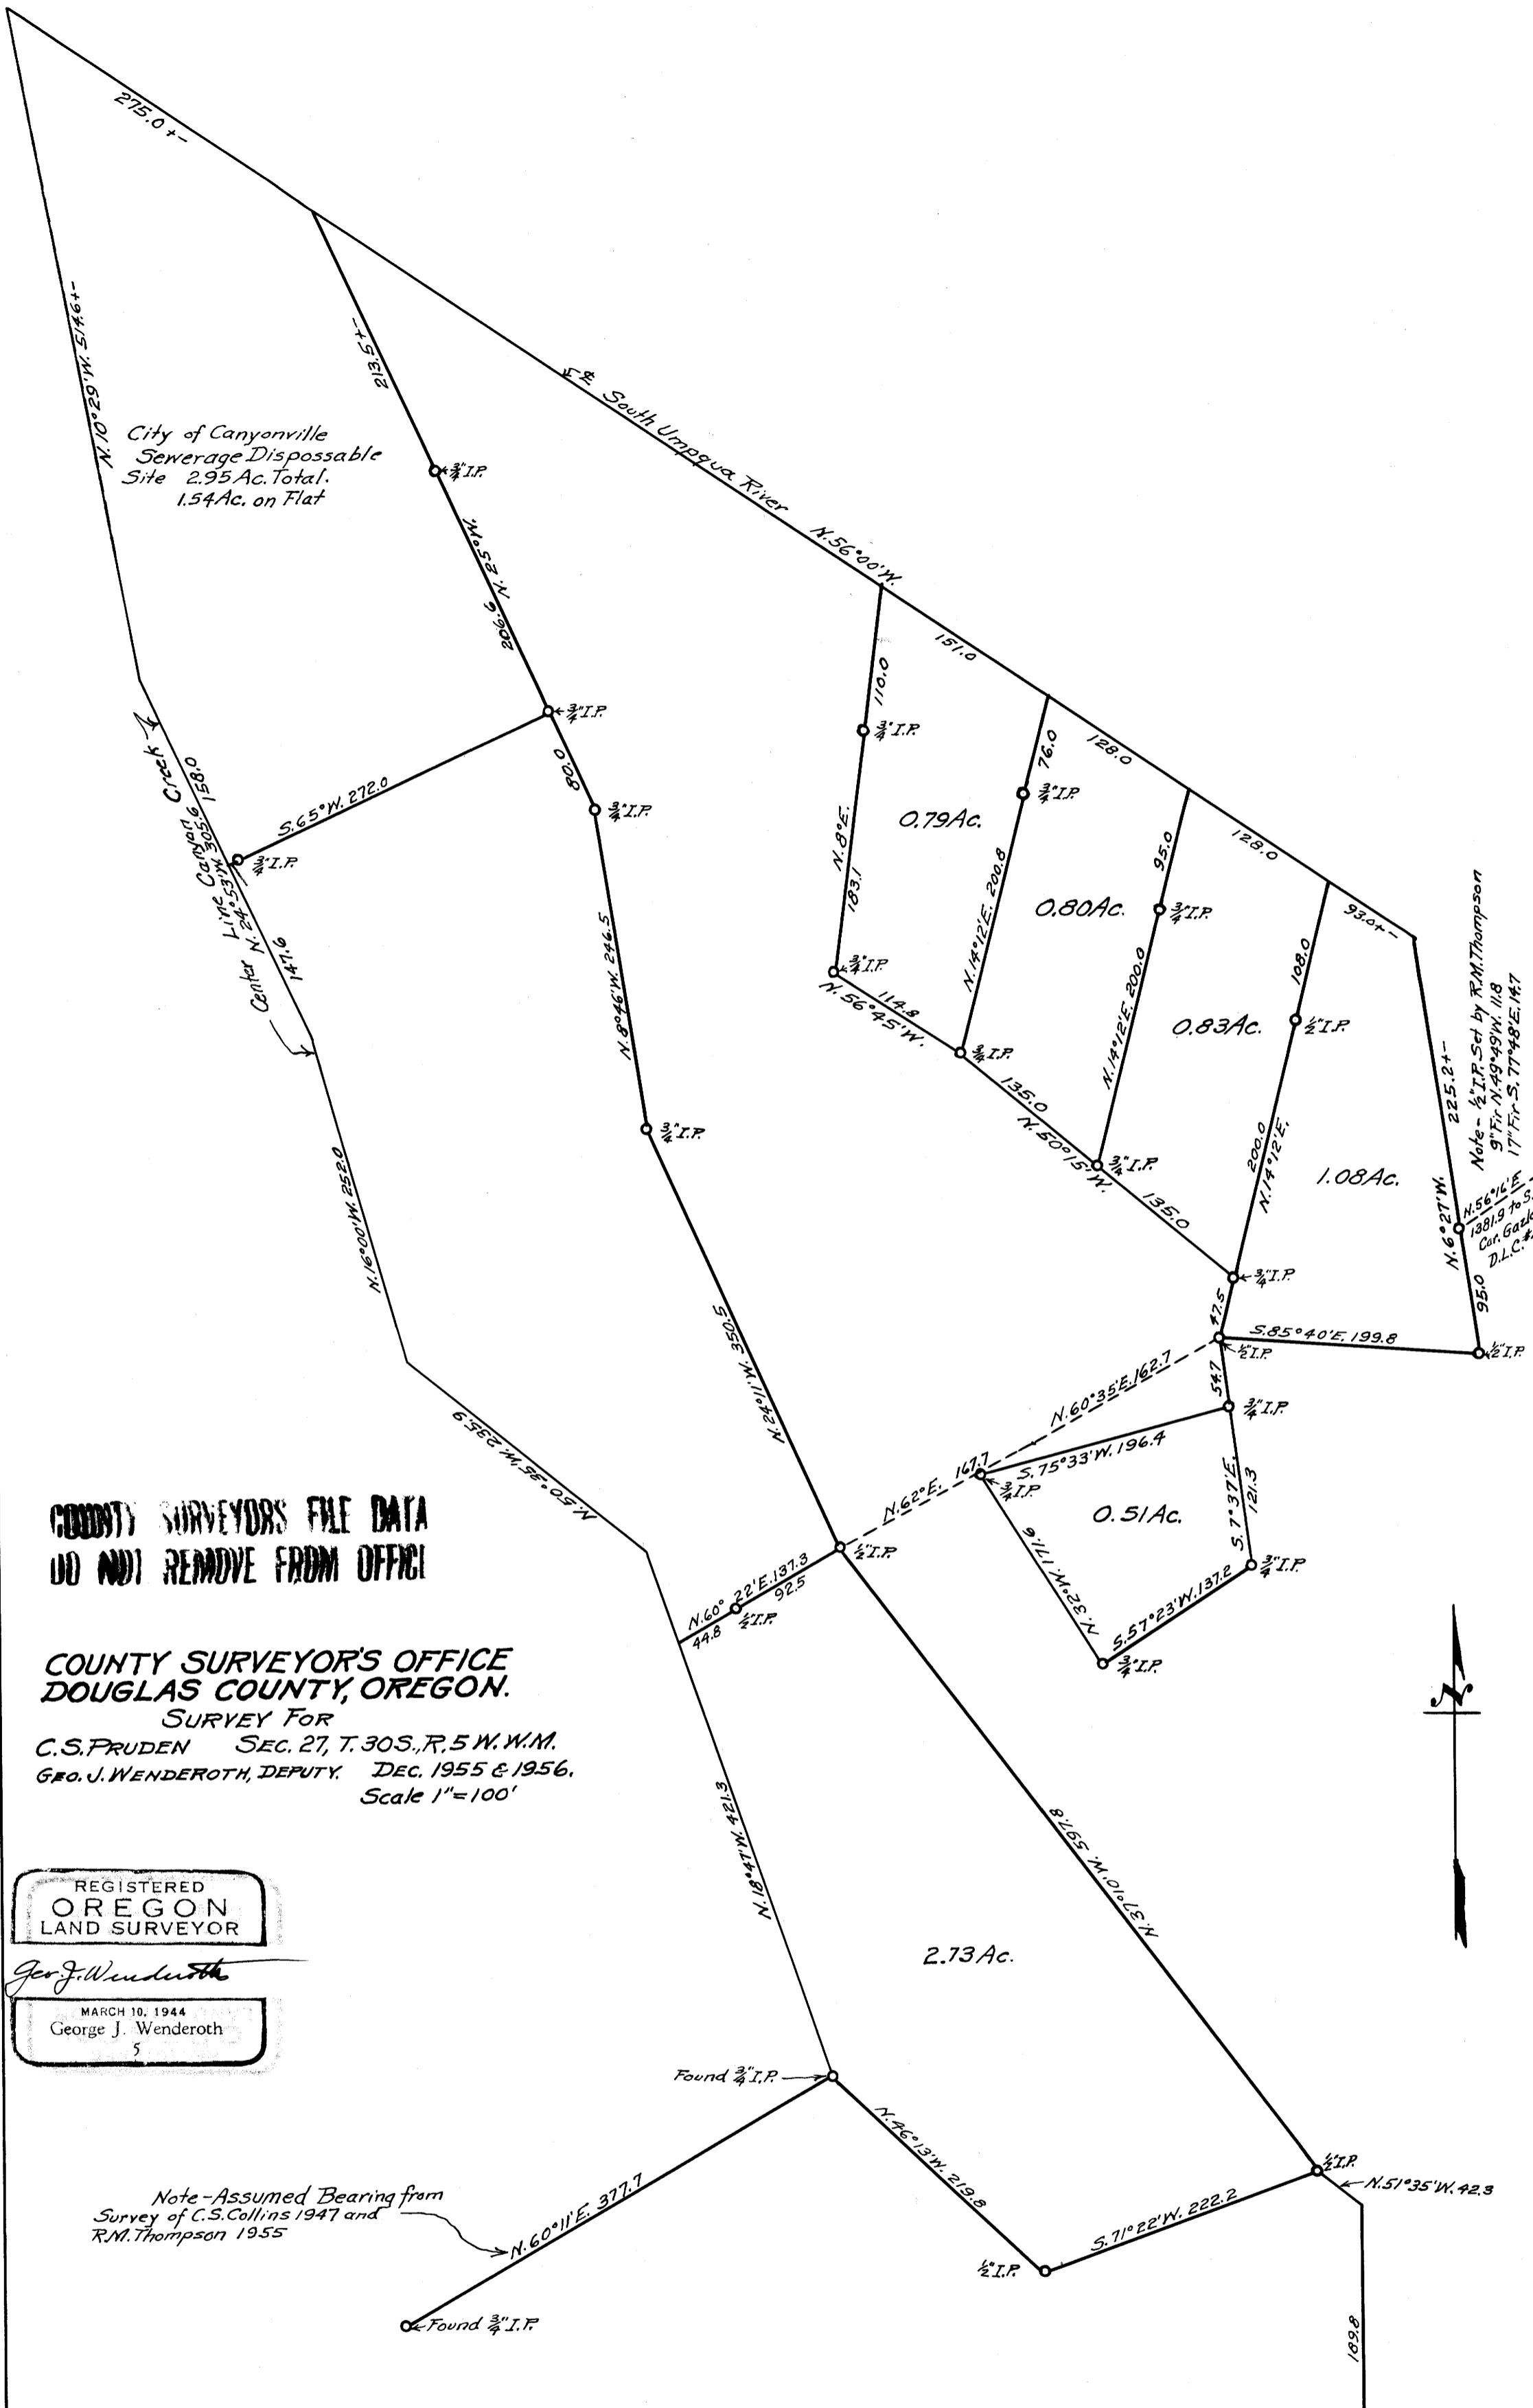 275.0 +-
N. 10°29'W. 514.6+-
213.5+-
City of Canyonville
Sewerage Dispossable
Site 2.95 Ac. Total.
1.54 Ac. on Flat
¾" I.P.
206.6 N. 25° W.
¾" I.P.
80.0
¾" I.P.
S. 65° W. 272.0
¾" I.P.
Center Line Canyon Creek
N. 24°53'W. 305.6
158.0
147.6
South Umpqua River
N. 56°00'W.
151.0
128.0
128.0
93.0+-
110.0
¾" I.P.
N. 8° E.
183.1
¾" I.P.
0.79 Ac.
76.0
¾" I.P.
N. 14°12'E. 200.8
0.80 Ac.
95.0
¾" I.P.
N. 14°12'E. 200.0
0.83 Ac.
108.0
½" I.P.
200.0
N. 14°12'E.
1.08 Ac.
225.2+-
N. 6°27'W.
95.0
Note- ½" I.P. Set by R.M. Thompson
9" Fir N. 49°49'W. 11.8
17" Fir S. 77°48'E. 14.7
N. 56°16'E
1381.9 to S.
Cor. Gazl
D.L.C. #
114.8
N. 56°45'W.
¾" I.P.
135.0
N. 50°15'W.
¾" I.P.
135.0
¾" I.P.
47.5
S. 85°40'E. 199.8
½" I.P.
½" I.P.
54.7
¾" I.P.
N. 8°46'W. 246.5
¾" I.P.
N. 16°00'W. 252.0
N. 24°11'W. 350.5
N. 60°35'E. 162.7
N. 62° E. 167.7
S. 75°33'W. 196.4
¾" I.P.
0.51 Ac.
S. 7°37'E.
121.3
¾" I.P.
N. 32° W. 171.6
S. 57°23'W. 137.2
¾" I.P.
N. 50°35'W. 235.9
½" I.P.
N. 60° 22'E. 137.3
92.5
44.8
½" I.P.
COUNTY SURVEYORS FILE DATA
DO NOT REMOVE FROM OFFICE
COUNTY SURVEYOR'S OFFICE
DOUGLAS COUNTY, OREGON.
SURVEY FOR
C.S. PRUDEN SEC. 27, T. 30 S., R. 5 W. W.M.
GEO. J. WENDEROTH, DEPUTY. DEC. 1955 & 1956.
Scale 1"=100'
N
REGISTERED
OREGON
LAND SURVEYOR
Geo. J. Wenderoth
MARCH 10, 1944
George J. Wenderoth
5
N. 18°47'W. 421.3
N. 37°10'W. 597.8
2.73 Ac.
Found ¾" I.P.
N. 46°13'W. 219.8
½" I.P.
N. 51°35'W. 42.3
S. 71°22'W. 222.2
½" I.P.
Note-Assumed Bearing from
Survey of C.S. Collins 1947 and
R.M. Thompson 1955
N. 60°11'E. 377.7
Found ¾" I.P.
189.8